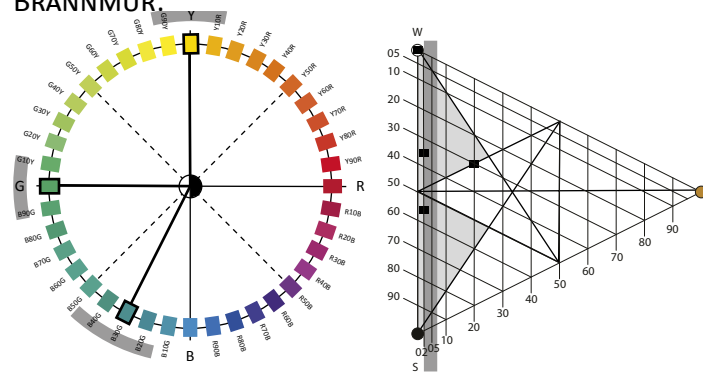 BRANNMUR.
Y
Y10R
Y20R
Y30R
Y40R
Y50R
Y60R
Y70R
Y80R
Y90R
R
R10B
R20B
R30B
R40B
R50B
R60B
R70B
R80B
R90B
B
B10G
B20G
B30G
B40G
B50G
B60G
B70G
B80G
B90G
G
G10Y
G20Y
G30Y
G40Y
G50Y
G60Y
G70Y
G80Y
G90Y
W
05
10
20
30
40
50
60
70
80
90
S
02
05
10
20
30
40
50
60
70
80
90